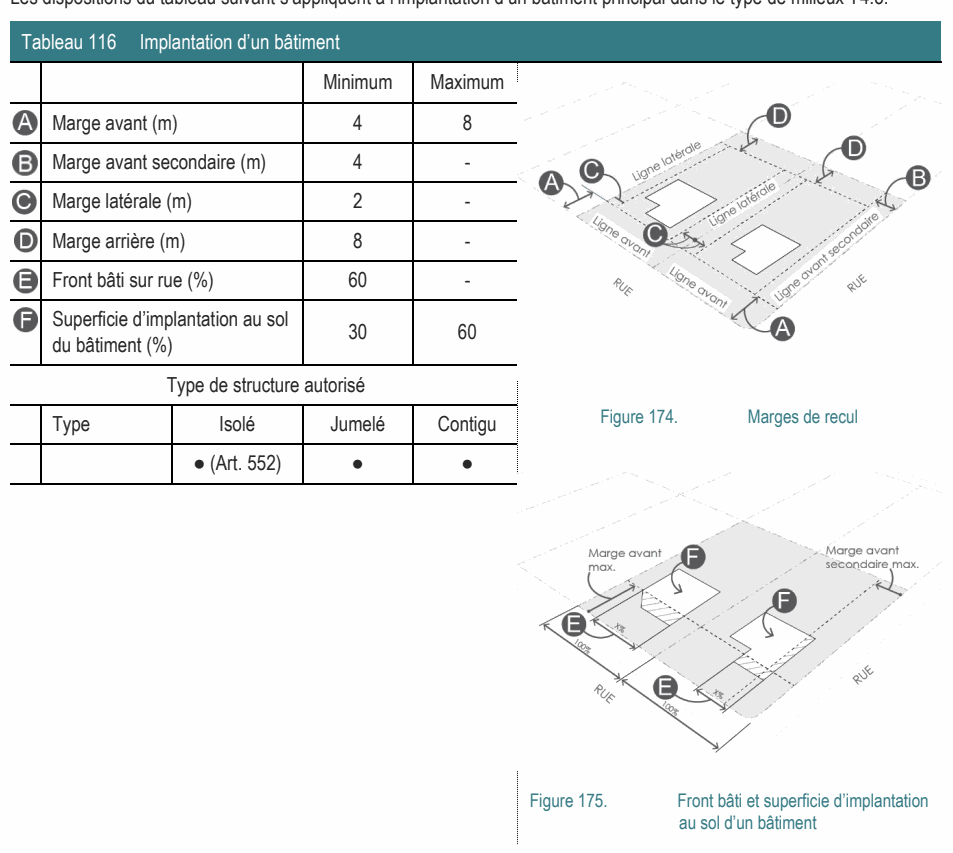 Les dispositions du tableau suivant s'appliquent à l'implantation d'un bâtiment principal dans le type de milieux T4.6.
Tableau 116 Implantation d'un bâtiment
Minimum Maximum
A Marge avant (m) 4 8
B Marge avant secondaire (m) 4 -
C Marge latérale (m) 2 -
D Marge arrière (m) 8 -
E Front bâti sur rue (%) 60 -
F Superficie d'implantation au sol
du bâtiment (%) 30 60
Type de structure autorisé
Type Isolé Jumelé Contigu
● (Art. 552) ● ●
D
D
Ligne latérale
A
C
B
Ligne latérale
Ligne avant
C
Ligne avant secondaire
Ligne avant
RUE
RUE
A
Figure 174. Marges de recul
Marge avant
max.
F
Marge avant
secondaire max.
F
E
X%
100%
E
X%
100%
RUE
RUE
Figure 175. Front bâti et superficie d'implantation
au sol d'un bâtiment